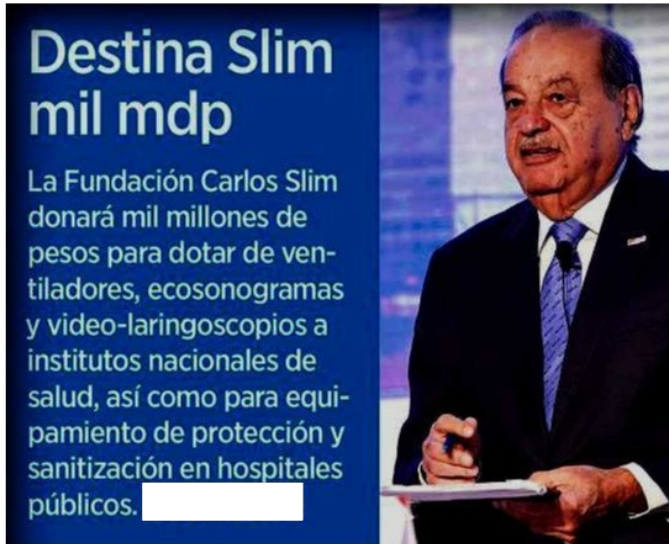 Destina Slim
mil mdp
La Fundación Carlos Slim
donará mil millones de
pesos para dotar de ven-
tiladores, ecosonogramas
y video-laringoscopios a
institutos nacionales de
salud, así como para equi-
pamiento de protección y
sanitización en hospitales
públicos.